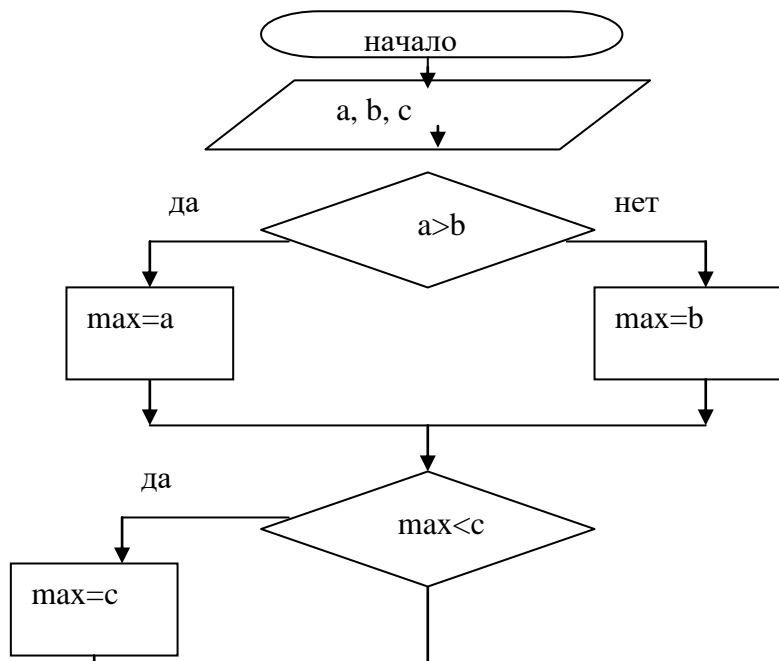 начало
a, b, c
да
a>b
нет
max=a
max=b
да
max<c
max=c